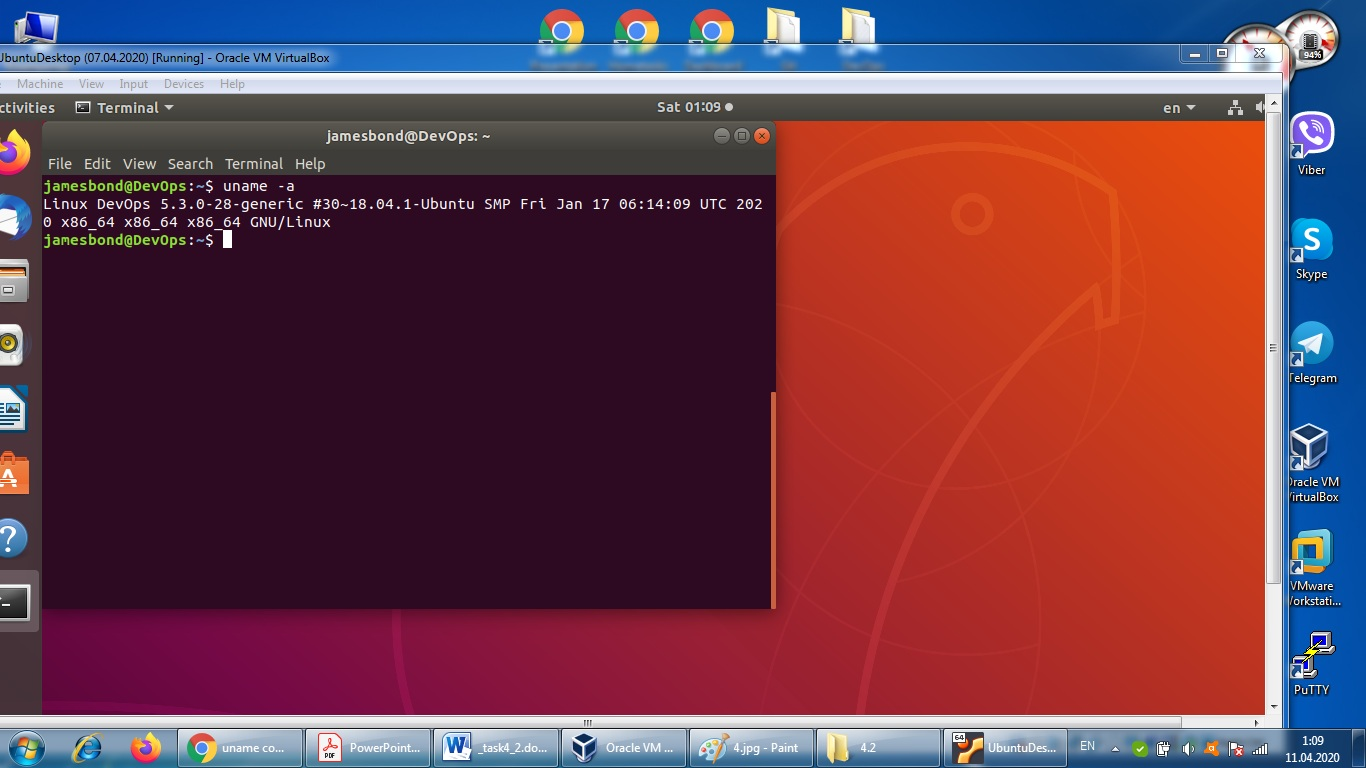 UbuntuDesktop (07.04.2020) [Running] - Oracle VM VirtualBox
94%
Machine View Input Devices Help
ctivities Terminal Sat 01:09 en
jamesbond@DevOps: ~
File Edit View Search Terminal Help
jamesbond@DevOps:~$ uname -a
Linux DevOps 5.3.0-28-generic #30~18.04.1-Ubuntu SMP Fri Jan 17 06:14:09 UTC 202
0 x86_64 x86_64 x86_64 GNU/Linux
jamesbond@DevOps:~$
Viber
Skype
Telegram
Oracle VM
VirtualBox
VMware
Workstati...
PuTTY
uname co...
PowerPoint...
_task4_2.do...
Oracle VM ...
4.jpg - Paint
4.2
64
UbuntuDes...
EN
1:09
11.04.2020